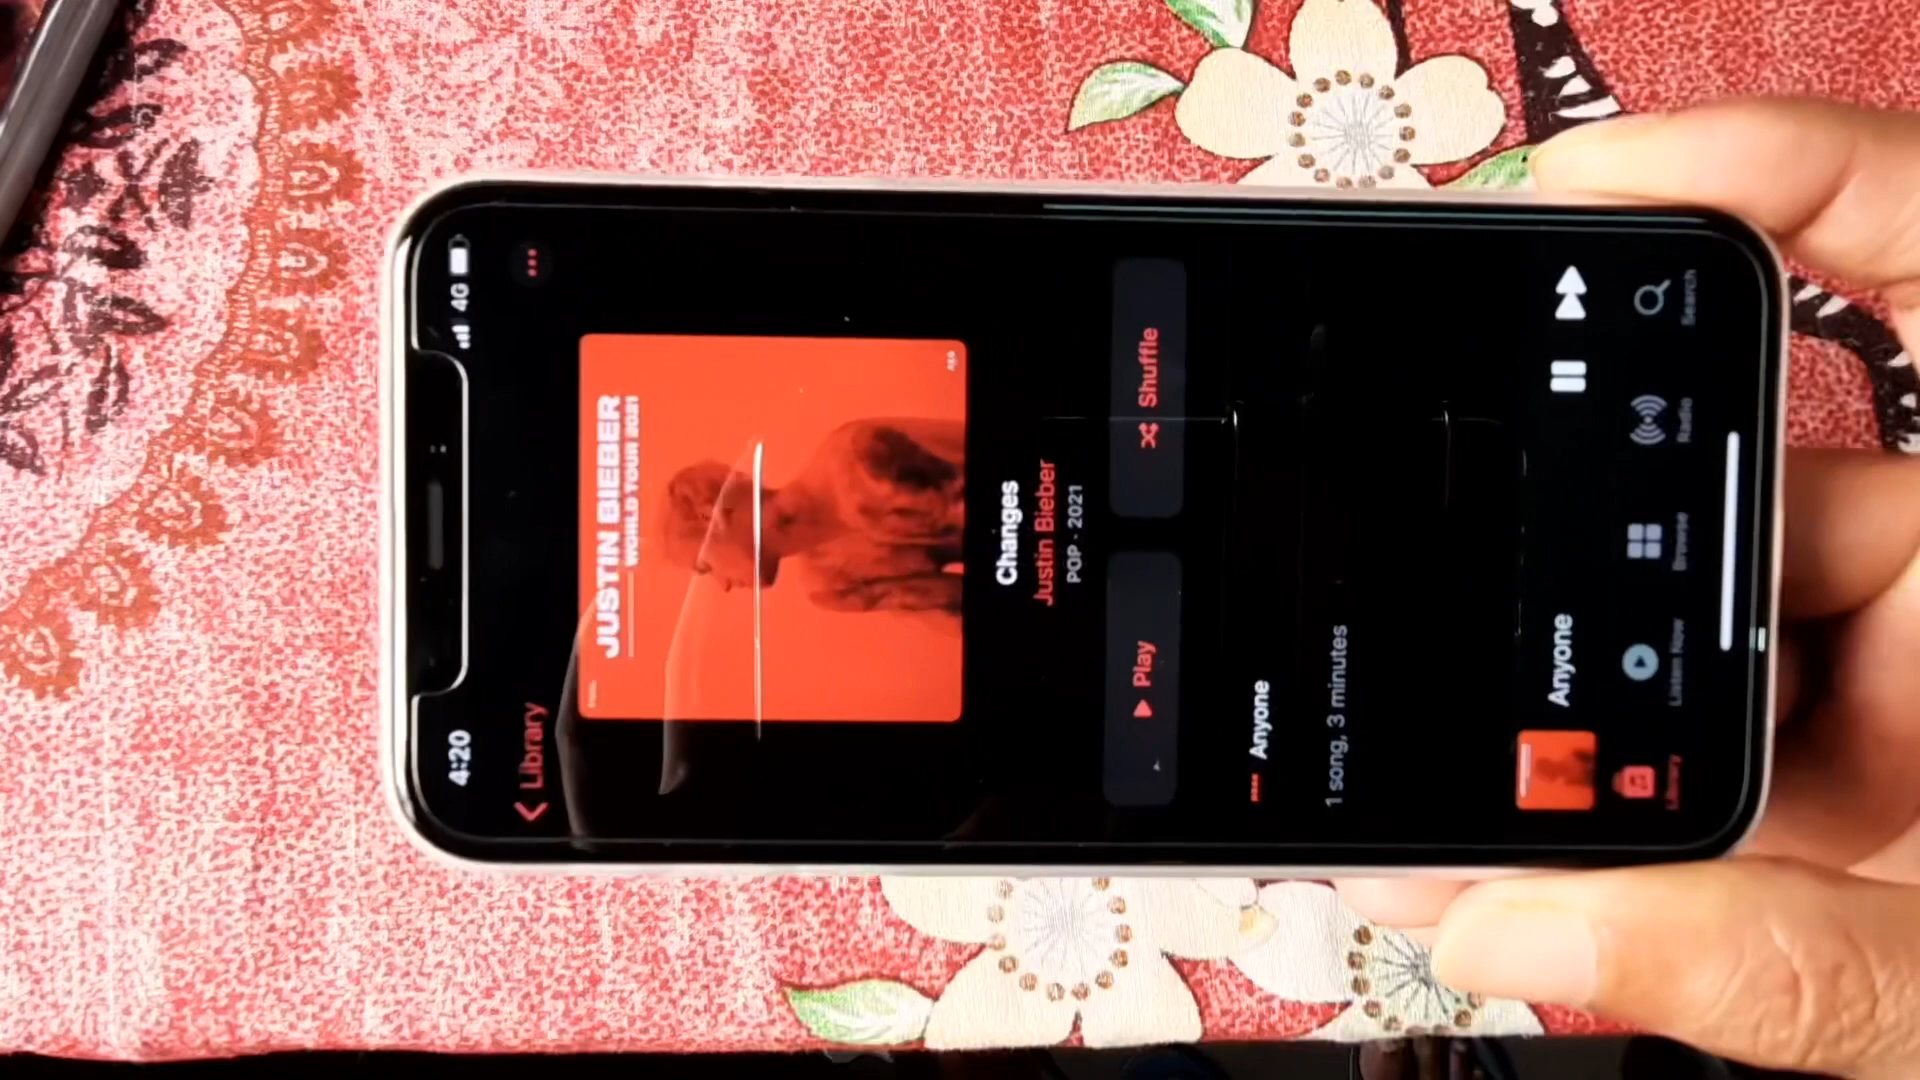 4:20
4G
Library
JUSTIN BIEBER
WORLD TOUR 2021
Changes
Justin Bieber
POP · 2021
Play
Shuffle
Anyone
1 song, 3 minutes
Anyone
Library
Listen Now
Browse
Radio
Search